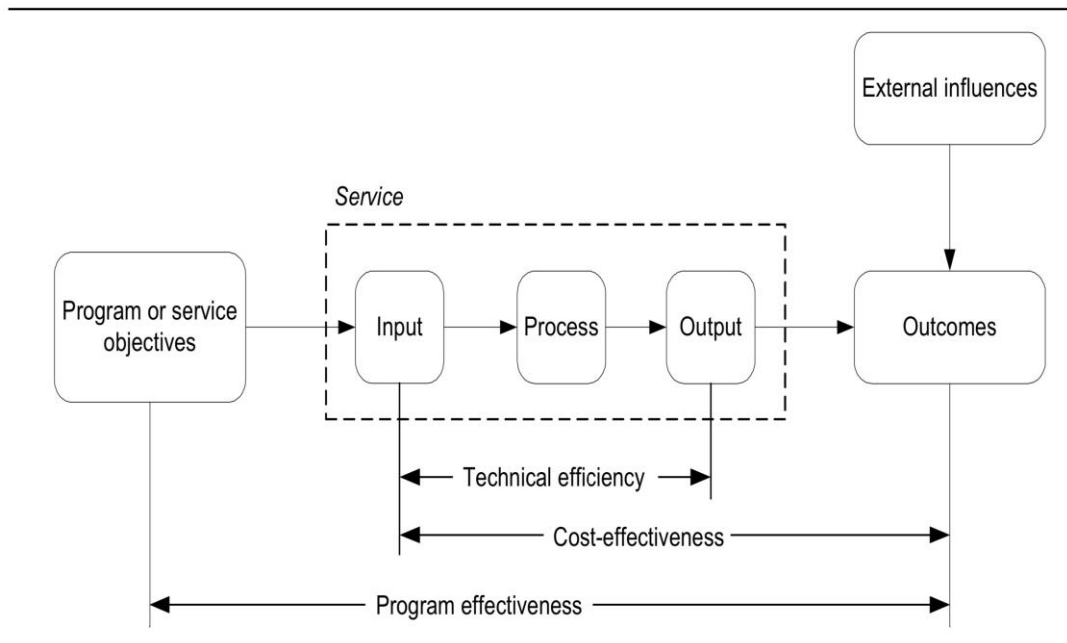 External influences
Service
Program or service
objectives
Input
Process
Output
Outcomes
Technical efficiency
Cost-effectiveness
Program effectiveness